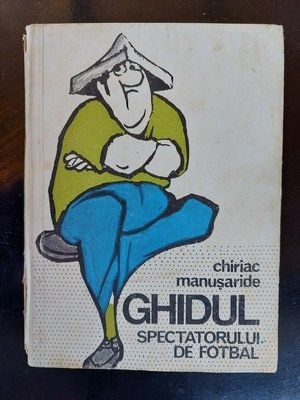 chiriac
manușaride
GHIDUL
SPECTATORULUI
DE FOTBAL